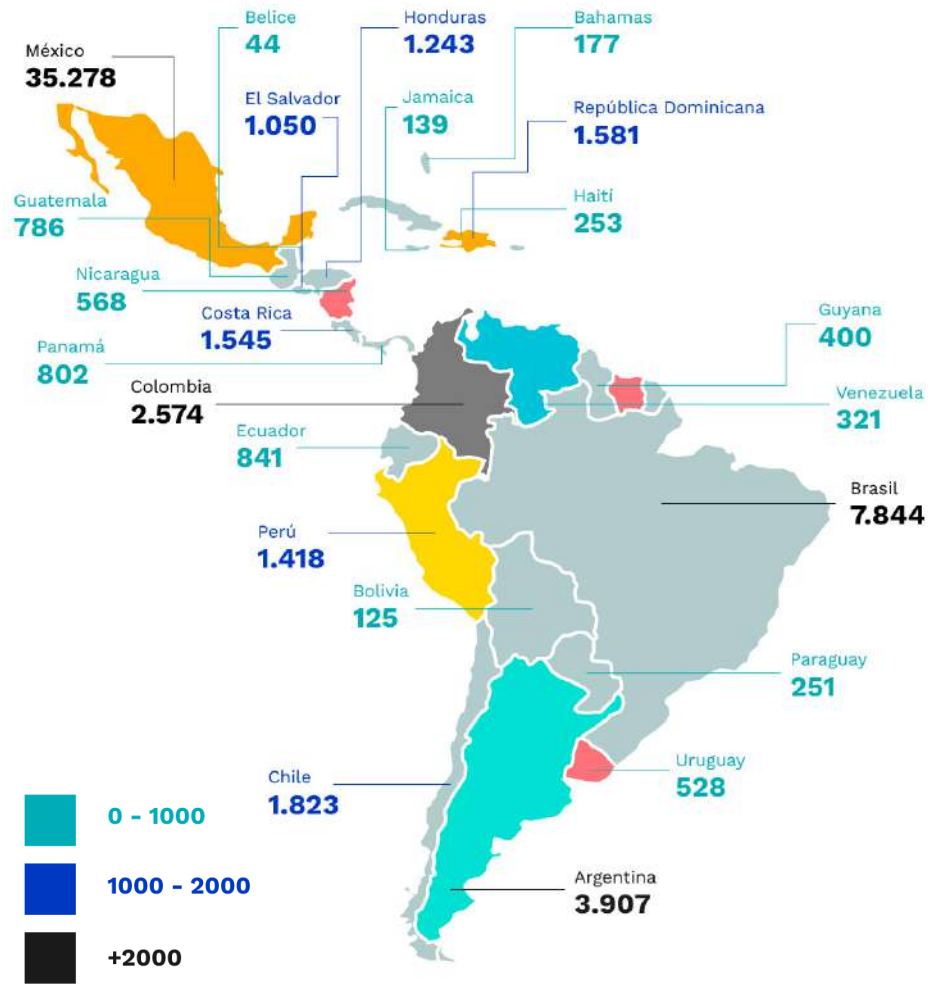 Belice
44
Honduras
1.243
Bahamas
177
México
35.278
El Salvador
1.050
Jamaica
139
República Dominicana
1.581
Guatemala
786
Haití
253
Nicaragua
568
Costa Rica
1.545
Guyana
400
Panamá
802
Colombia
2.574
Venezuela
321
Ecuador
841
Brasil
7.844
Perú
1.418
Bolivia
125
Paraguay
251
Uruguay
528
Chile
1.823
Argentina
3.907
0 - 1000
1000 - 2000
+2000